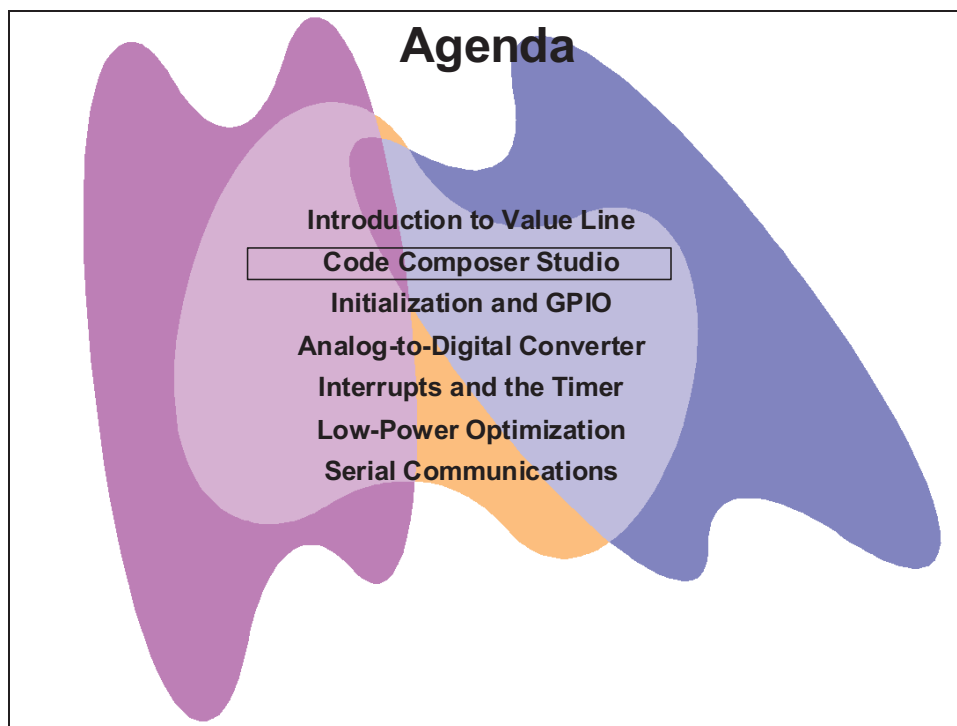 Agenda
Introduction to Value Line
Code Composer Studio
Initialization and GPIO
Analog-to-Digital Converter
Interrupts and the Timer
Low-Power Optimization
Serial Communications